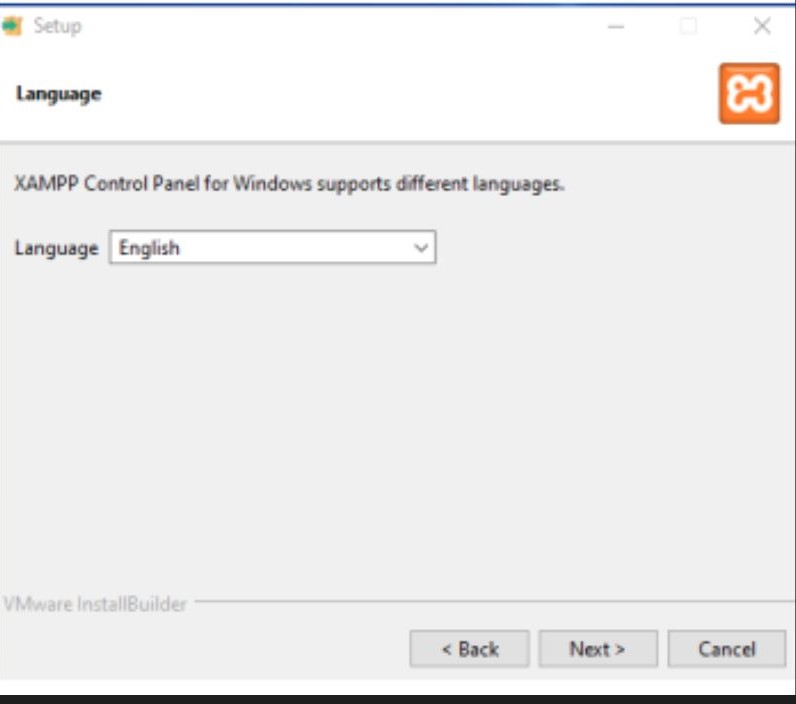 Setup
Language
XAMPP Control Panel for Windows supports different languages.
Language English
VMware InstallBuilder
< Back Next > Cancel